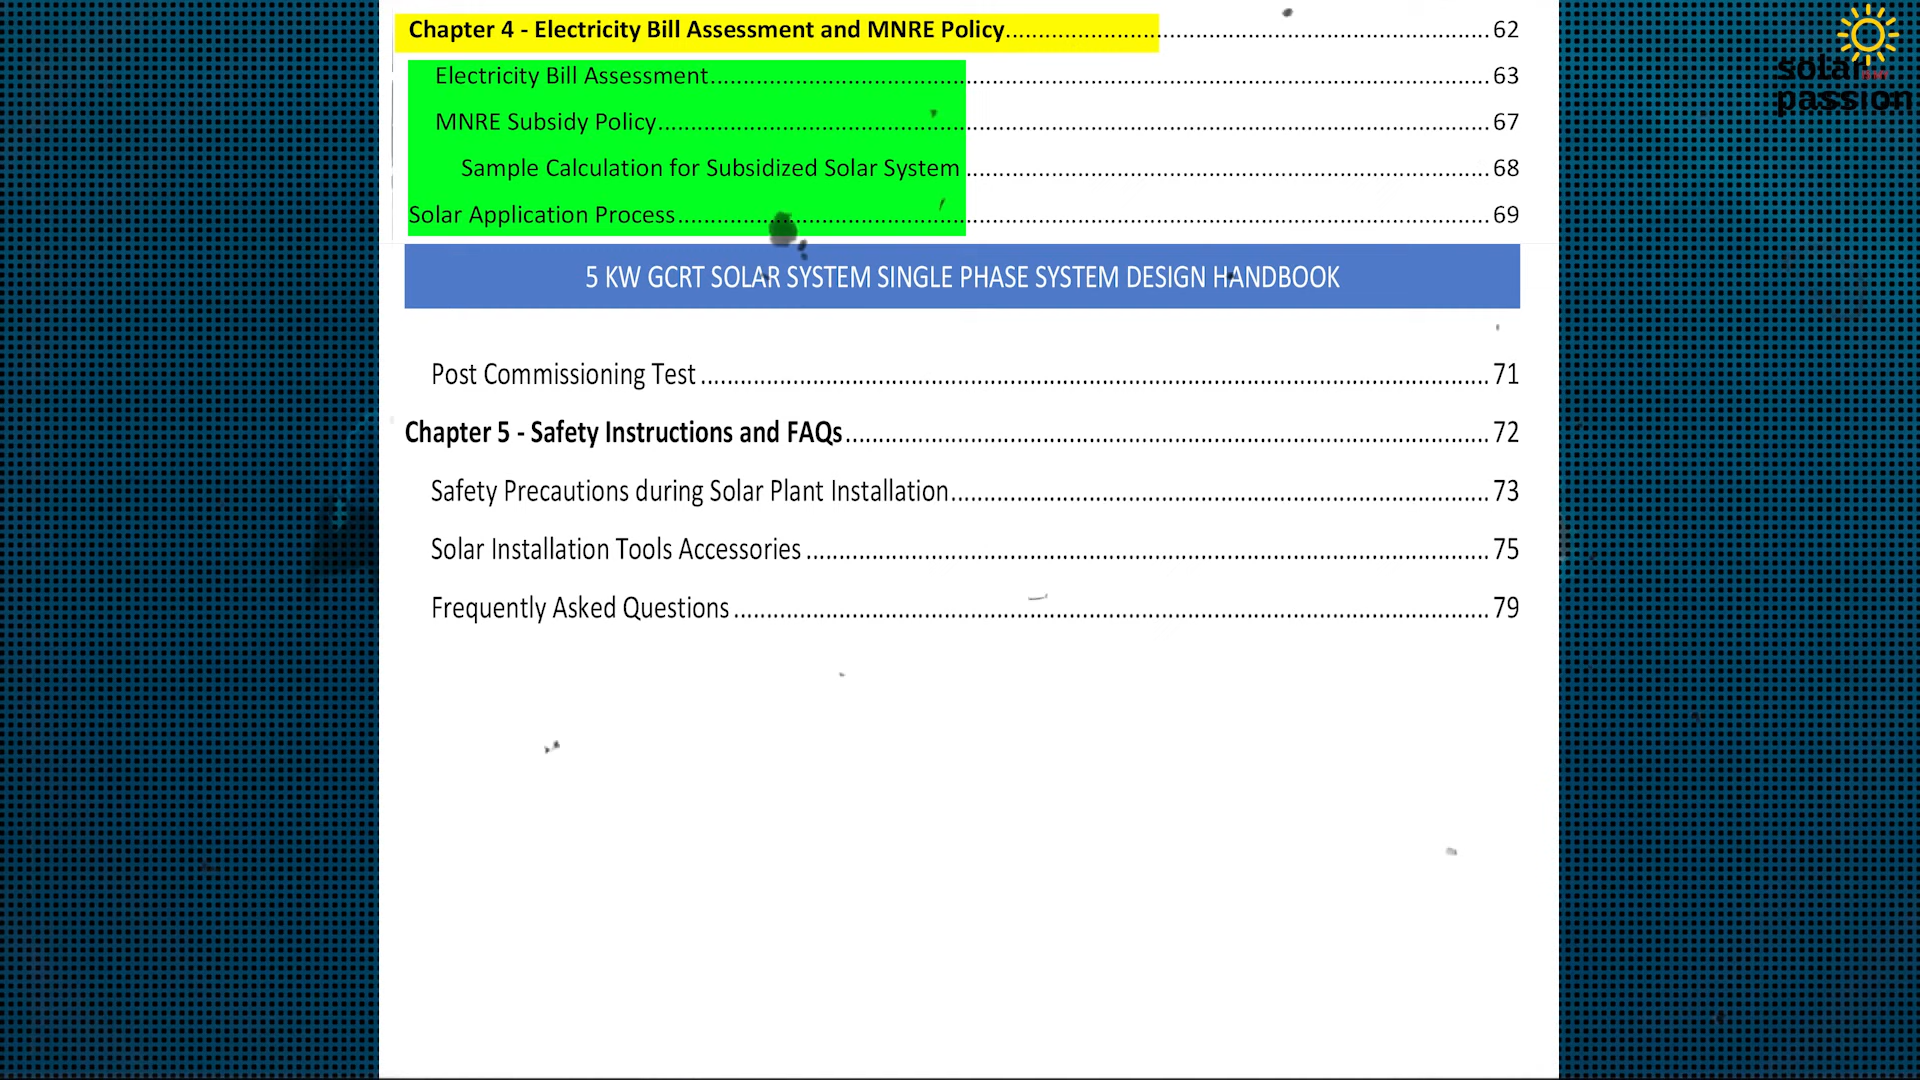 Chapter 4 - Electricity Bill Assessment and MNRE Policy 62
Electricity Bill Assessment 63
MNRE Subsidy Policy 67
Sample Calculation for Subsidized Solar System 68
Solar Application Process 69
5 KW GCRT SOLAR SYSTEM SINGLE PHASE SYSTEM DESIGN HANDBOOK
Post Commissioning Test 71
Chapter 5 - Safety Instructions and FAQs 72
Safety Precautions during Solar Plant Installation 73
Solar Installation Tools Accessories 75
Frequently Asked Questions 79
solar
passion